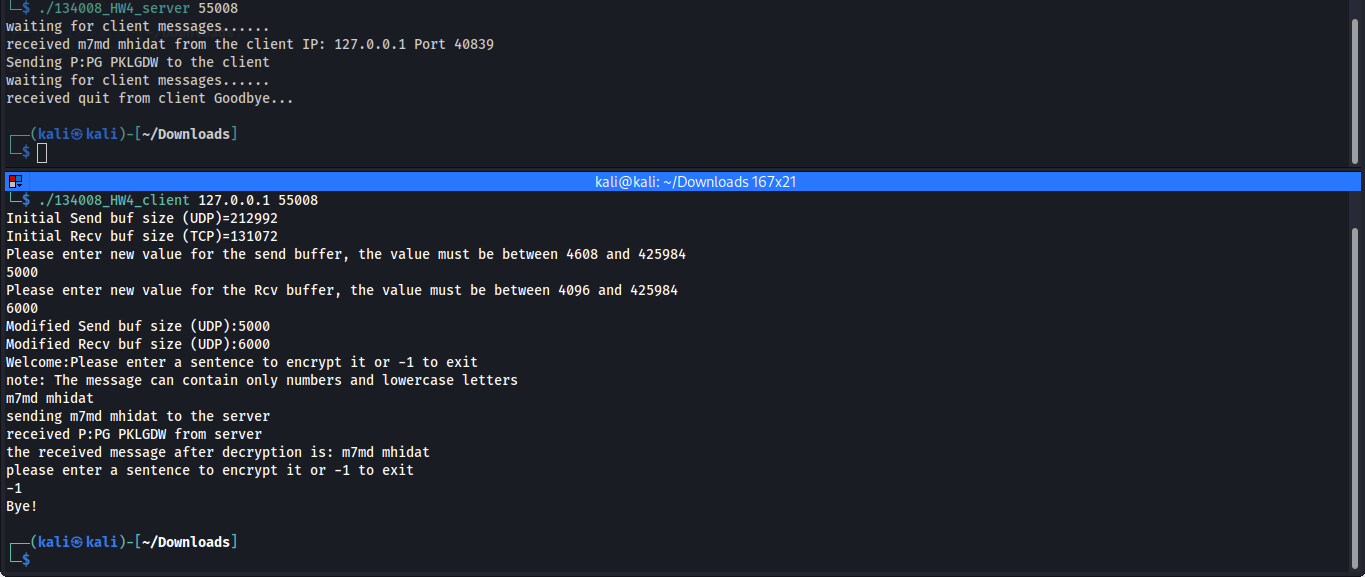 └─$ ./134008_HW4_server 55008
waiting for client messages......
received m7md mhidat from the client IP: 127.0.0.1 Port 40839
Sending P:PG PKLGDW to the client
waiting for client messages......
received quit from client Goodbye...
┌──(kali㉿kali)-[~/Downloads]
└─$
kali@kali: ~/Downloads 167x21
└─$ ./134008_HW4_client 127.0.0.1 55008
Initial Send buf size (UDP)=212992
Initial Recv buf size (TCP)=131072
Please enter new value for the send buffer, the value must be between 4608 and 425984
5000
Please enter new value for the Rcv buffer, the value must be between 4096 and 425984
6000
Modified Send buf size (UDP):5000
Modified Recv buf size (UDP):6000
Welcome:Please enter a sentence to encrypt it or -1 to exit
note: The message can contain only numbers and lowercase letters
m7md mhidat
sending m7md mhidat to the server
received P:PG PKLGDW from server
the received message after decryption is: m7md mhidat
please enter a sentence to encrypt it or -1 to exit
-1
Bye!
┌──(kali㉿kali)-[~/Downloads]
└─$